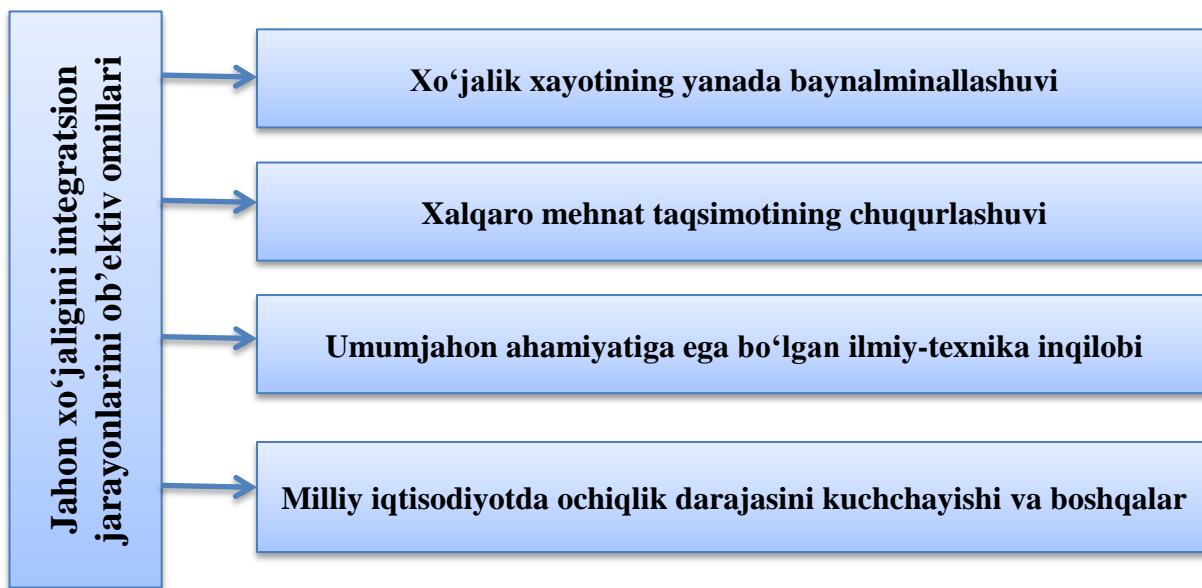 Jahon xo‘jaligini integratsion
jarayonlarini ob’ektiv omillari
Xo‘jalik xayotining yanada baynalminallashuvi
Xalqaro mehnat taqsimotining chuqurlashuvi
Umumjahon ahamiyatiga ega bo‘lgan ilmiy-texnika inqilobi
Milliy iqtisodiyotda ochiqlik darajasini kuchchayishi va boshqalar